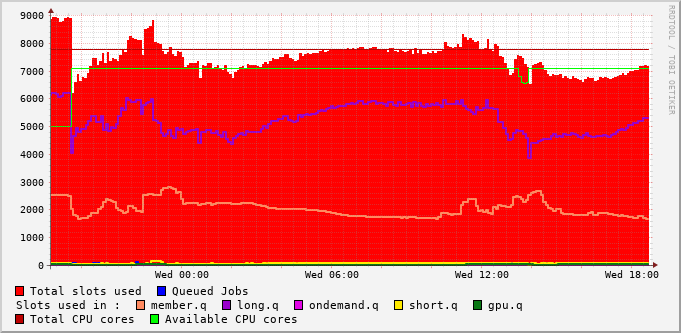 9000
8000
7000
6000
5000
4000
3000
2000
1000
0
Wed 00:00 Wed 06:00 Wed 12:00 Wed 18:00
RRDTOOL / TOBI OETIKER
Total slots used Queued Jobs
Slots used in : member.q long.q ondemand.q short.q gpu.q
Total CPU cores Available CPU cores